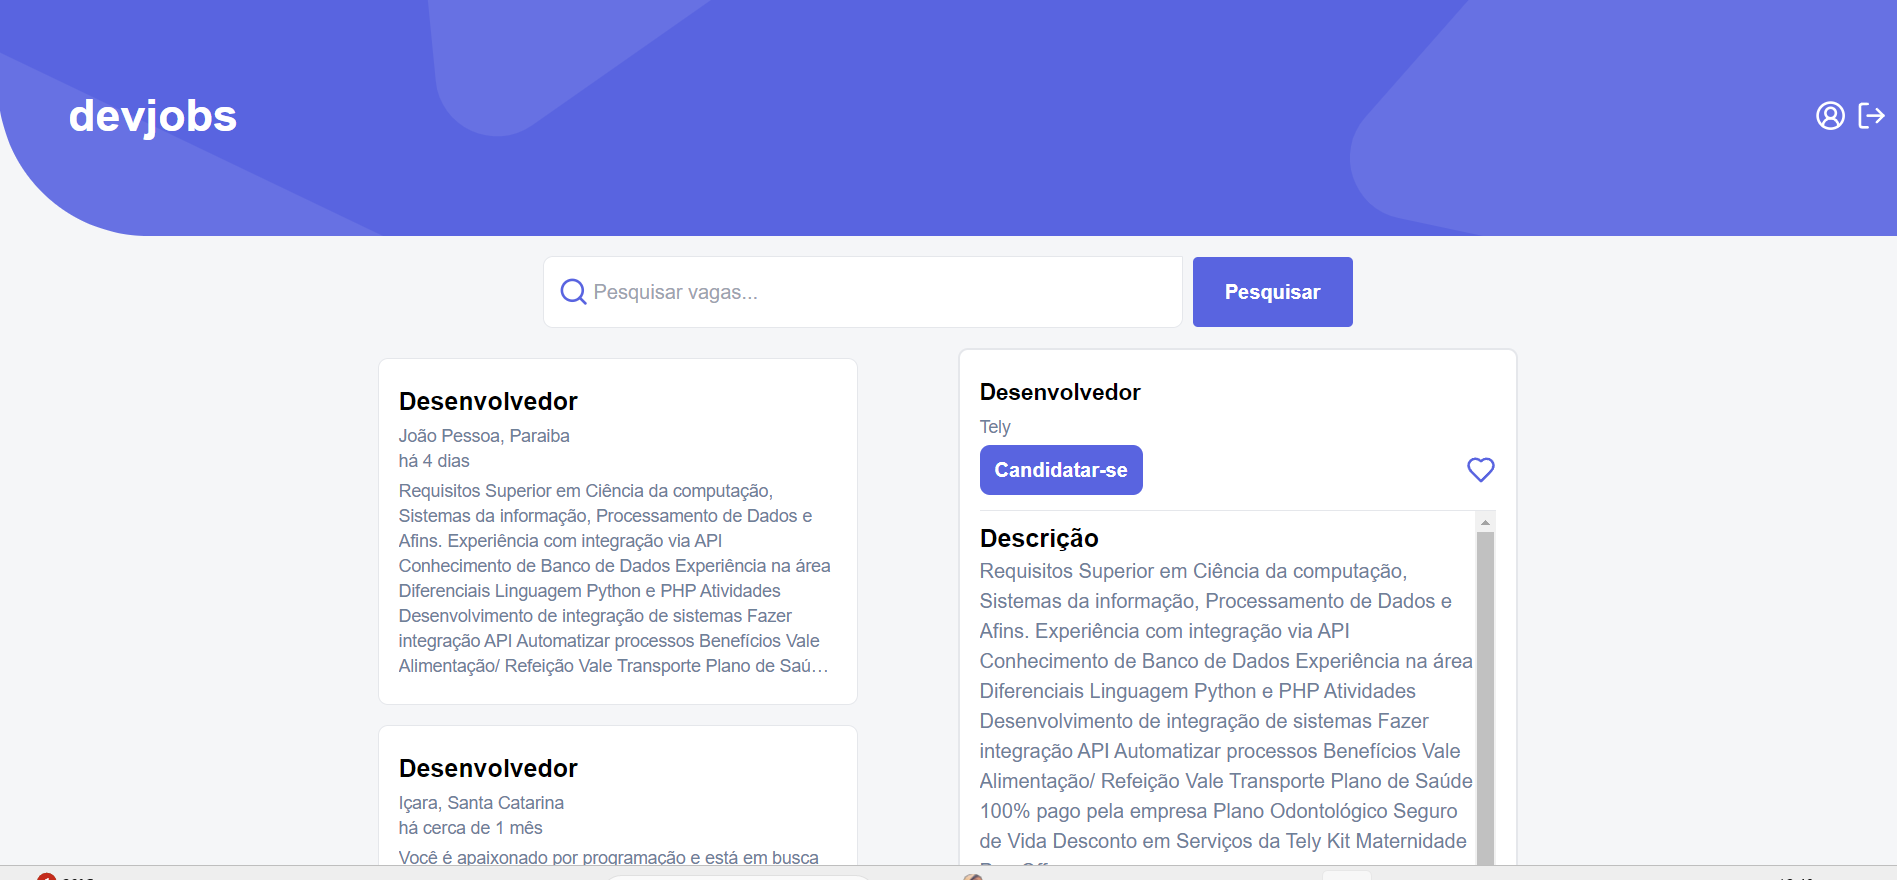 devjobs
Pesquisar vagas...
Pesquisar
Desenvolvedor
João Pessoa, Paraiba
há 4 dias
Requisitos Superior em Ciência da computação,
Sistemas da informação, Processamento de Dados e
Afins. Experiência com integração via API
Conhecimento de Banco de Dados Experiência na área
Diferenciais Linguagem Python e PHP Atividades
Desenvolvimento de integração de sistemas Fazer
integração API Automatizar processos Benefícios Vale
Alimentação/ Refeição Vale Transporte Plano de Saú…
Desenvolvedor
Içara, Santa Catarina
há cerca de 1 mês
Você é apaixonado por programação e está em busca
Desenvolvedor
Tely
Candidatar-se
Descrição
Requisitos Superior em Ciência da computação,
Sistemas da informação, Processamento de Dados e
Afins. Experiência com integração via API
Conhecimento de Banco de Dados Experiência na área
Diferenciais Linguagem Python e PHP Atividades
Desenvolvimento de integração de sistemas Fazer
integração API Automatizar processos Benefícios Vale
Alimentação/ Refeição Vale Transporte Plano de Saúde
100% pago pela empresa Plano Odontológico Seguro
de Vida Desconto em Serviços da Tely Kit Maternidade